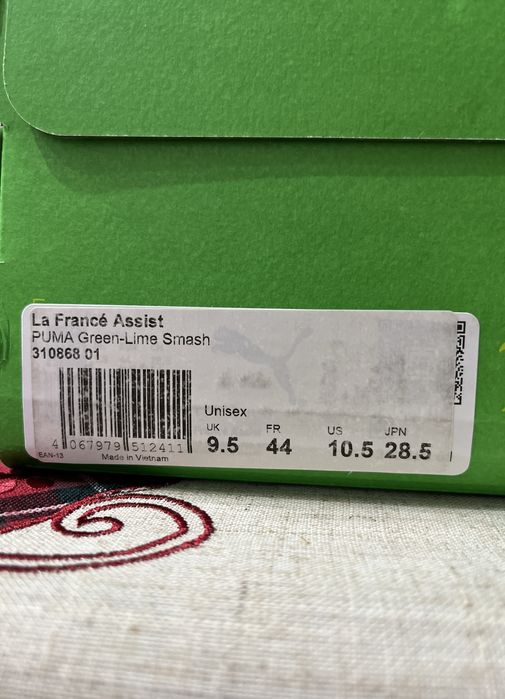 La Francé Assist
PUMA Green-Lime Smash
310868 01
Unisex
UK FR US JPN
9.5 44 10.5 28.5
4 067979 512411
EAN-13 Made in Vietnam